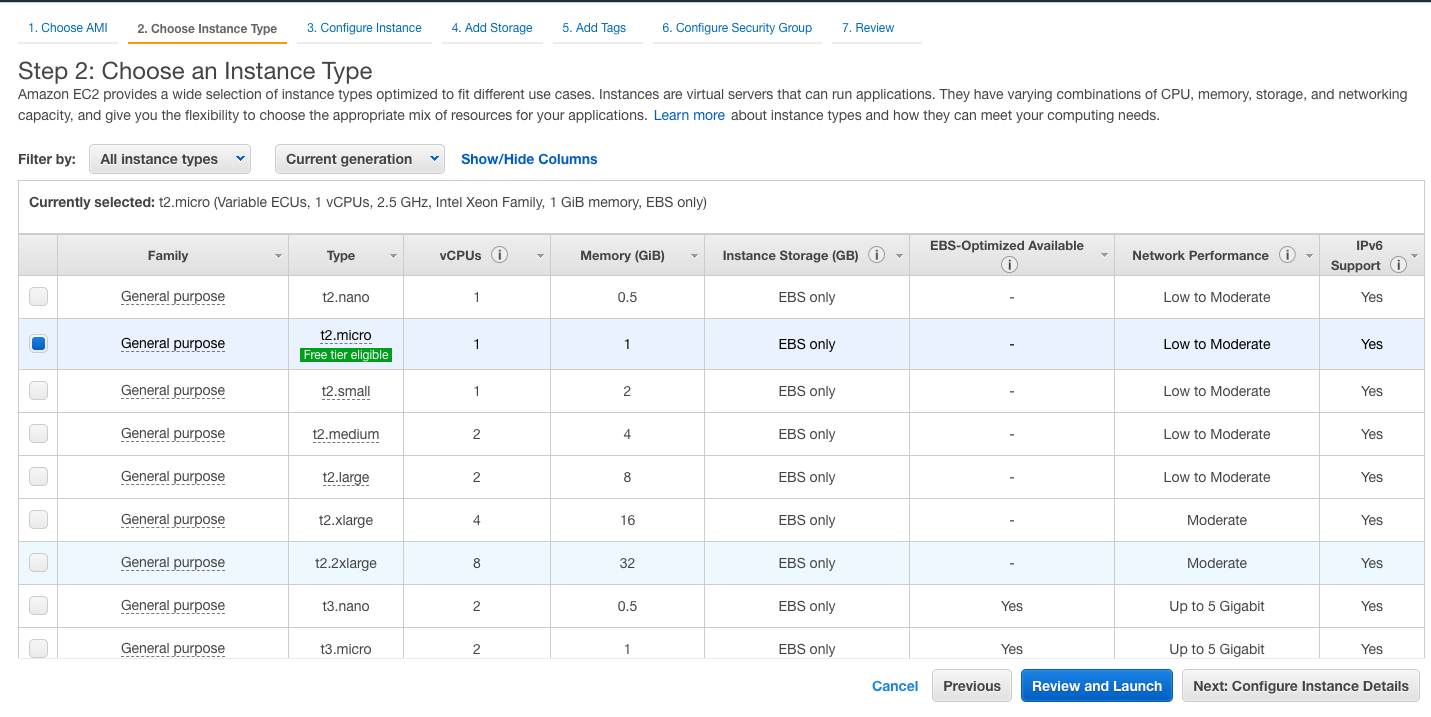 1. Choose AMI 2. Choose Instance Type 3. Configure Instance 4. Add Storage 5. Add Tags 6. Configure Security Group 7. Review
Step 2: Choose an Instance Type
Amazon EC2 provides a wide selection of instance types optimized to fit different use cases. Instances are virtual servers that can run applications. They have varying combinations of CPU, memory, storage, and networking
capacity, and give you the flexibility to choose the appropriate mix of resources for your applications. Learn more about instance types and how they can meet your computing needs.
Filter by: All instance types Current generation Show/Hide Columns
Currently selected: t2.micro (Variable ECUs, 1 vCPUs, 2.5 GHz, Intel Xeon Family, 1 GiB memory, EBS only)
Family Type vCPUs i Memory (GiB) Instance Storage (GB) i EBS-Optimized Available i Network Performance i IPv6 Support i
General purpose t2.nano 1 0.5 EBS only - Low to Moderate Yes
General purpose t2.micro Free tier eligible 1 1 EBS only - Low to Moderate Yes
General purpose t2.small 1 2 EBS only - Low to Moderate Yes
General purpose t2.medium 2 4 EBS only - Low to Moderate Yes
General purpose t2.large 2 8 EBS only - Low to Moderate Yes
General purpose t2.xlarge 4 16 EBS only - Moderate Yes
General purpose t2.2xlarge 8 32 EBS only - Moderate Yes
General purpose t3.nano 2 0.5 EBS only Yes Up to 5 Gigabit Yes
General purpose t3.micro 2 1 EBS only Yes Up to 5 Gigabit Yes
Cancel Previous Review and Launch Next: Configure Instance Details